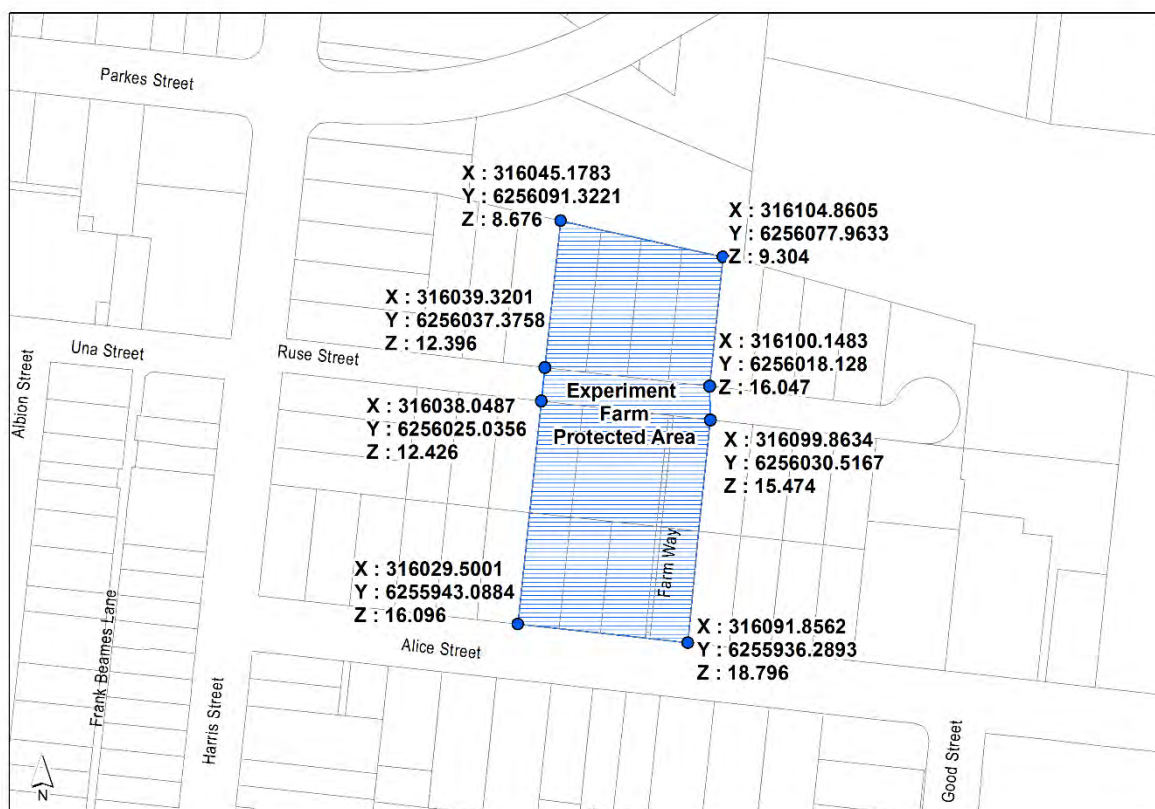 Parkes Street
X : 316045.1783
Y : 6256091.3221
Z : 8.676
X : 316104.8605
Y : 6256077.9633
Z : 9.304
X : 316039.3201
Y : 6256037.3758
Z : 12.396
Una Street
Ruse Street
X : 316100.1483
Y : 6256018.128
Z : 16.047
Albion Street
Experiment
Farm
Protected Area
X : 316038.0487
Y : 6256025.0356
Z : 12.426
X : 316099.8634
Y : 6256030.5167
Z : 15.474
Farm Way
X : 316029.5001
Y : 6255943.0884
Z : 16.096
Frank Beames Lane
Harris Street
Alice Street
X : 316091.8562
Y : 6255936.2893
Z : 18.796
Good Street
N